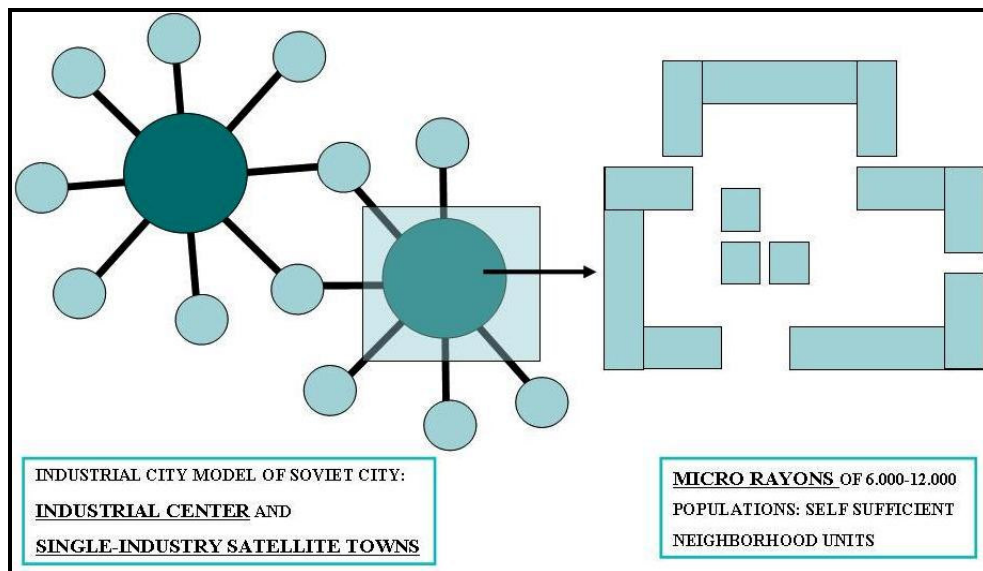 INDUSTRIAL CITY MODEL OF SOVIET CITY:
INDUSTRIAL CENTER AND
SINGLE-INDUSTRY SATELLITE TOWNS
MICRO RAYONS OF 6.000-12.000
POPULATIONS: SELF SUFFICIENT
NEIGHBORHOOD UNITS